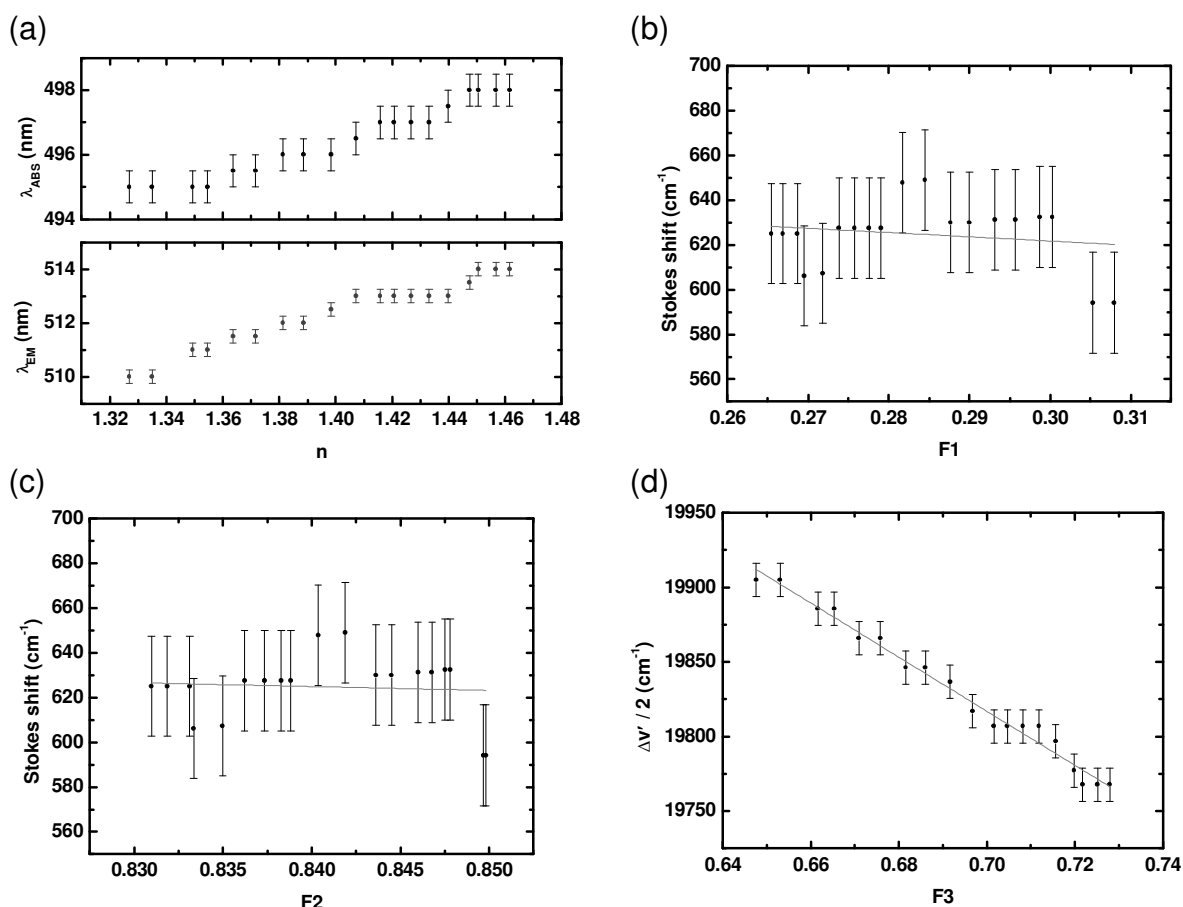 (a)
498
496
494
λABS (nm)
514
512
510
λEM (nm)
1.32 1.34 1.36 1.38 1.40 1.42 1.44 1.46 1.48
n
(b)
700
680
660
640
620
600
580
560
Stokes shift (cm-1)
0.26 0.27 0.28 0.29 0.30 0.31
F1
(c)
700
680
660
640
620
600
580
560
Stokes shift (cm-1)
0.830 0.835 0.840 0.845 0.850
F2
(d)
19950
19900
19850
19800
19750
Δv' / 2 (cm-1)
0.64 0.66 0.68 0.70 0.72 0.74
F3